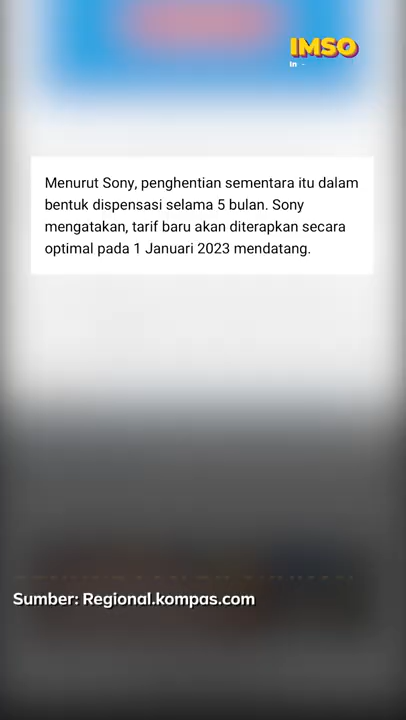 IMSO
In -
Menurut Sony, penghentian sementara itu dalam
bentuk dispensasi selama 5 bulan. Sony
mengatakan, tarif baru akan diterapkan secara
optimal pada 1 Januari 2023 mendatang.
Sumber: Regional.kompas.com